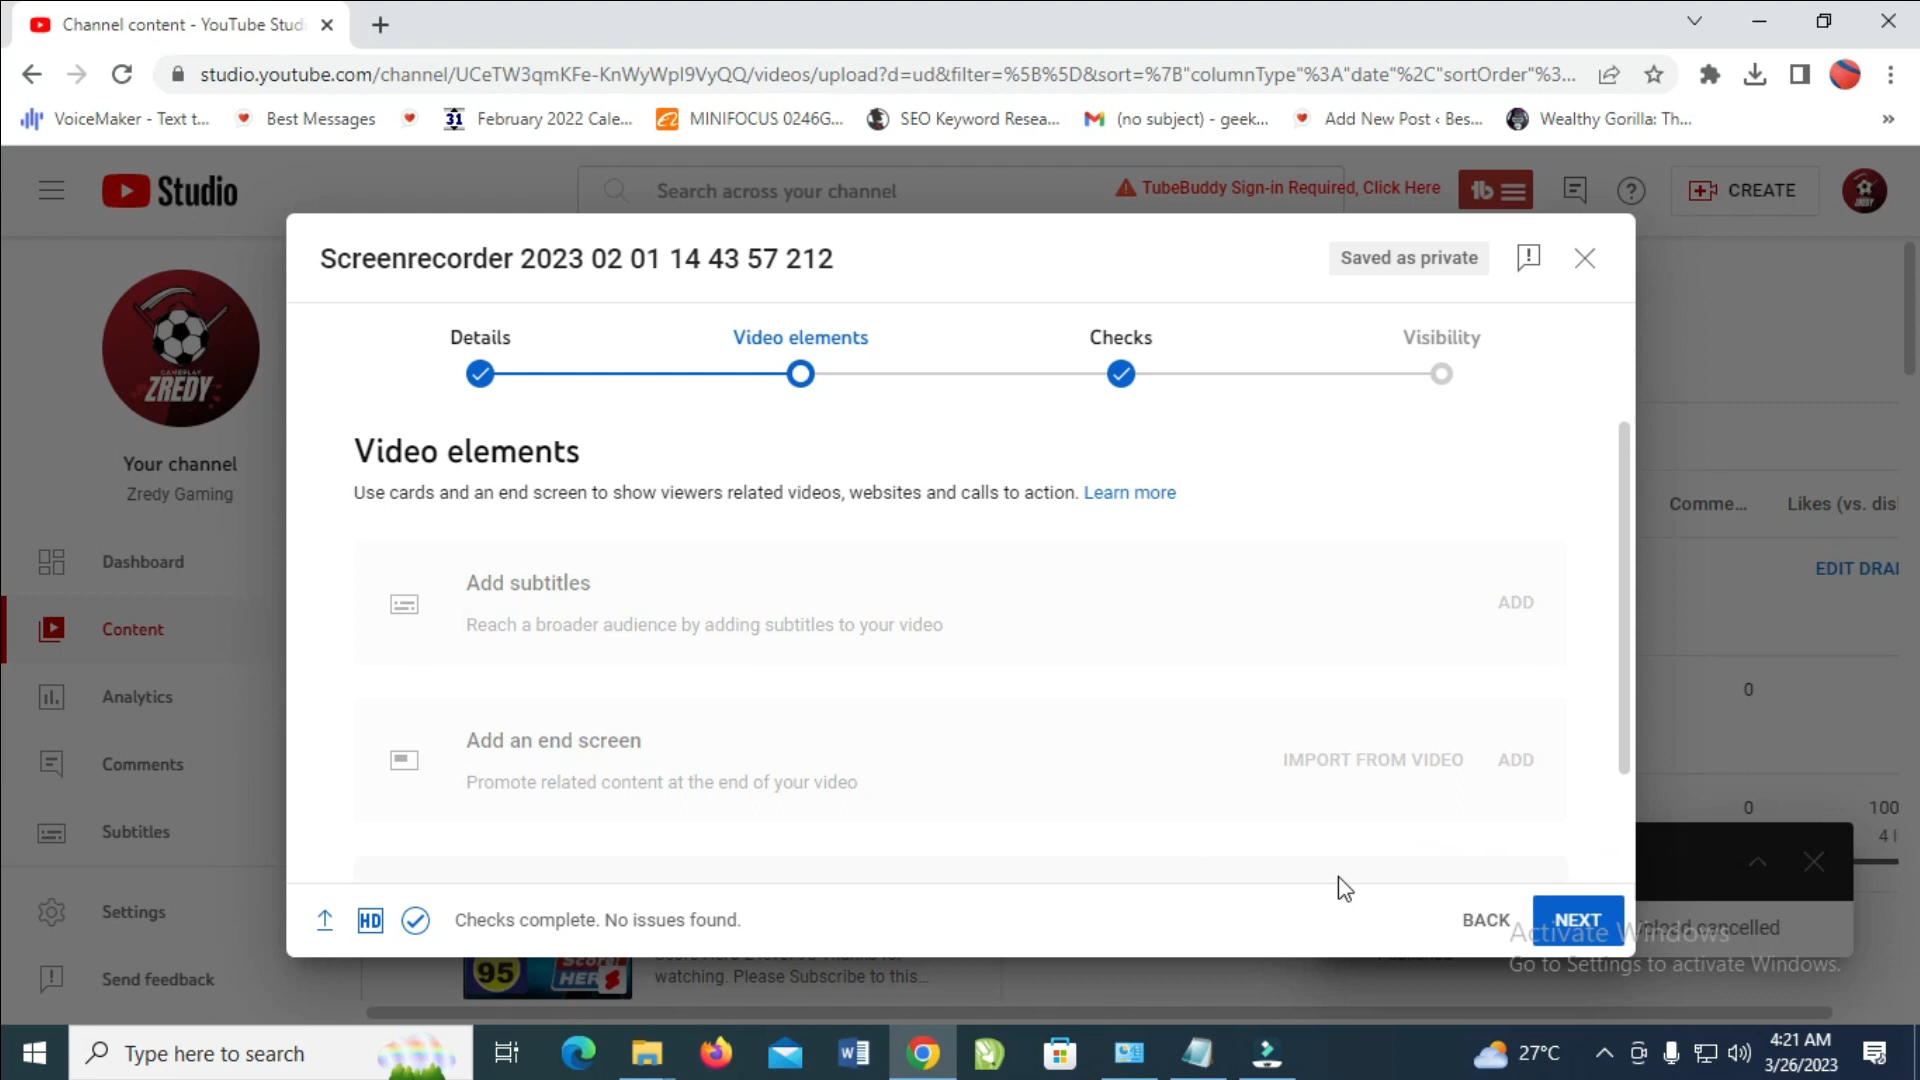 Channel content - YouTube Stud
studio.youtube.com/channel/UCeTW3qmKFe-KnWyWpI9VyQQ/videos/upload?d=ud&filter=%5B%5D&sort=%7B"columnType"%3A"date"%2C"sortOrder"%3...
VoiceMaker - Text t...
Best Messages
31
February 2022 Cale...
MINIFOCUS 0246G...
SEO Keyword Resea...
(no subject) - geek...
Add New Post ‹ Bes...
Wealthy Gorilla: Th...
»
Studio
Search across your channel
TubeBuddy Sign-in Required, Click Here
tb
CREATE
ZREDY
Screenrecorder 2023 02 01 14 43 57 212
Saved as private
Details
Video elements
Checks
Visibility
GAMEPLAY
ZREDY
Your channel
Zredy Gaming
Dashboard
Content
Analytics
Comments
Subtitles
Settings
Send feedback
Video elements
Use cards and an end screen to show viewers related videos, websites and calls to action. Learn more
Add subtitles
Reach a broader audience by adding subtitles to your video
ADD
Add an end screen
Promote related content at the end of your video
IMPORT FROM VIDEO
ADD
Comme...
Likes (vs. dis
EDIT DRA
0
0
100
HD
Checks complete. No issues found.
BACK
NEXT
pload cancelled
Activate Windows
Go to Settings to activate Windows.
95
HER
watching. Please Subscribe to this...
Type here to search
27°C
4:21 AM
3/26/2023